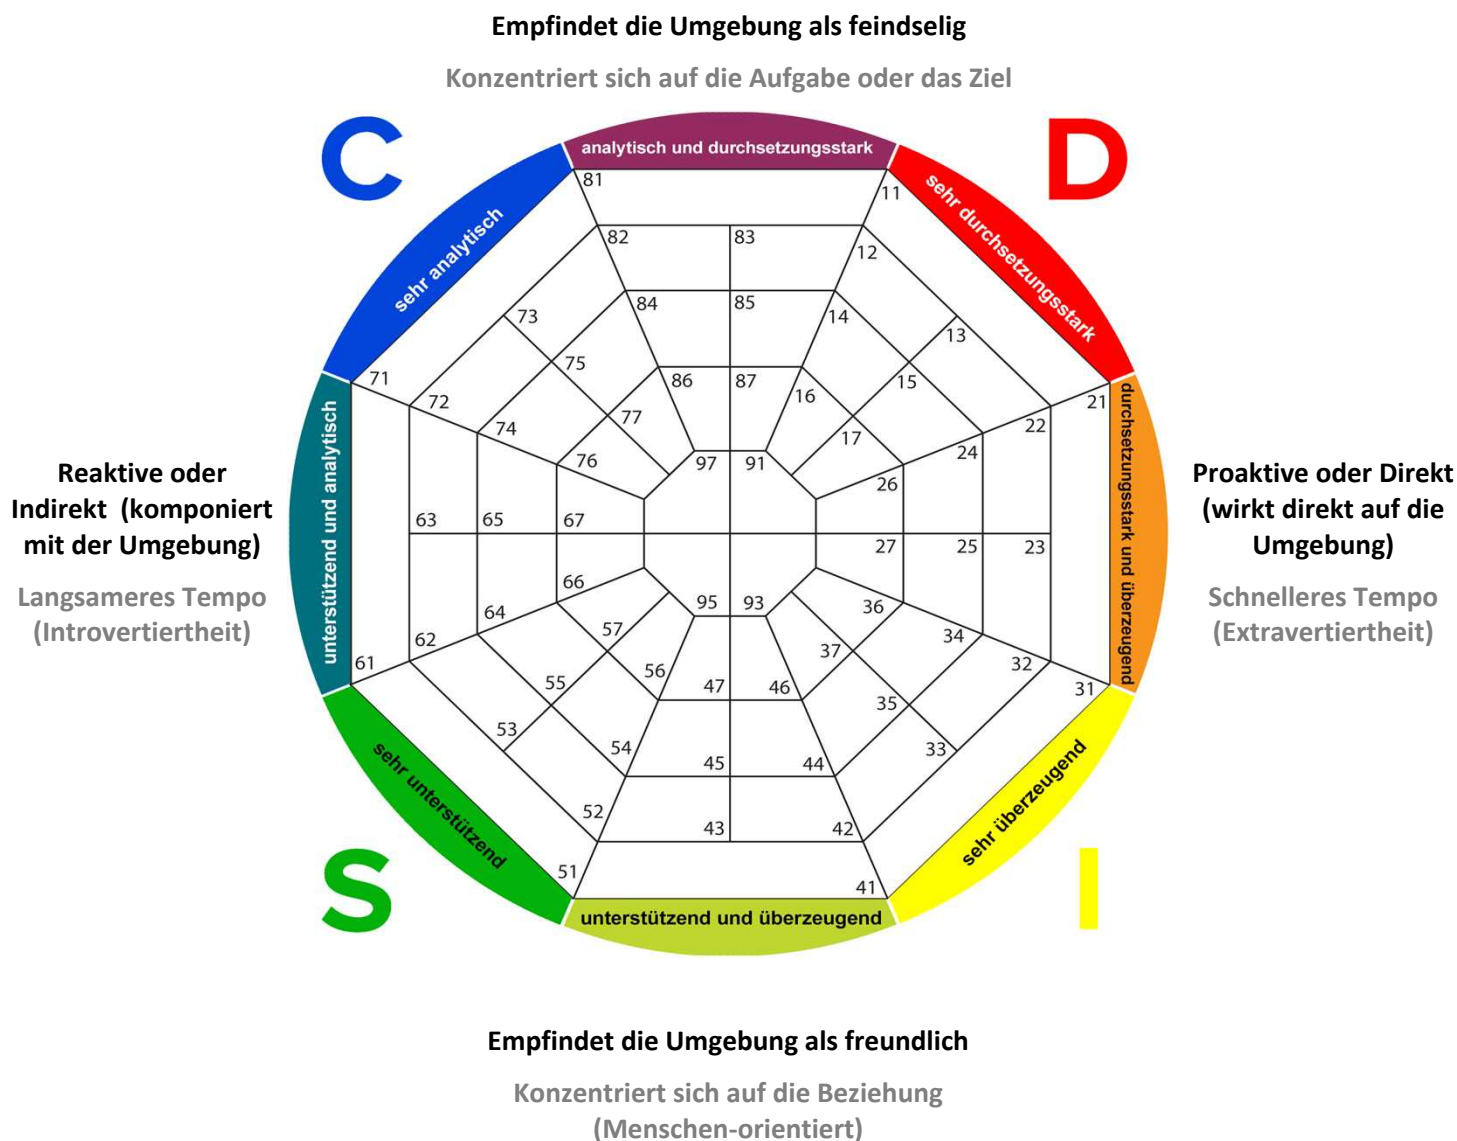 Empfindet die Umgebung als feindselig
Konzentriert sich auf die Aufgabe oder das Ziel
C
D
analytisch und durchsetzungsstark
sehr analytisch
sehr durchsetzungsstark
81
11
82
83
12
73
84
85
14
13
75
15
71
86
87
16
21
72
77
17
22
74
24
76
97
91
26
unterstützend und analytisch
durchsetzungsstark und überzeugend
Reaktive oder
Indirekt (komponiert
mit der Umgebung)
Langsameres Tempo
(Introvertiertheit)
Proaktive oder Direkt
(wirkt direkt auf die
Umgebung)
Schnelleres Tempo
(Extravertiertheit)
63
65
67
27
25
23
66
95
93
36
64
57
34
62
37
61
56
32
55
47
46
31
53
35
54
33
45
44
52
43
42
51
41
sehr unterstützend
sehr überzeugend
S
I
unterstützend und überzeugend
Empfindet die Umgebung als freundlich
Konzentriert sich auf die Beziehung
(Menschen-orientiert)